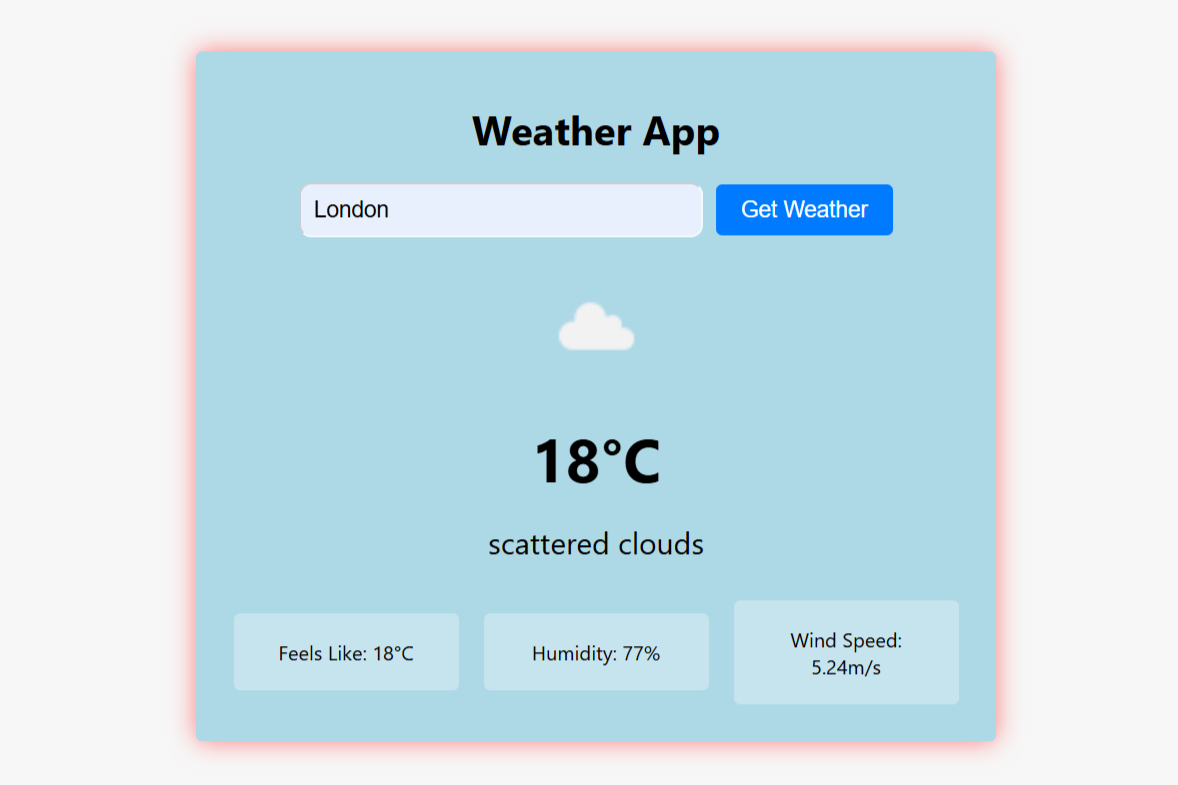 Weather App
London
Get Weather
18°C
scattered clouds
Feels Like: 18°C
Humidity: 77%
Wind Speed:
5.24m/s